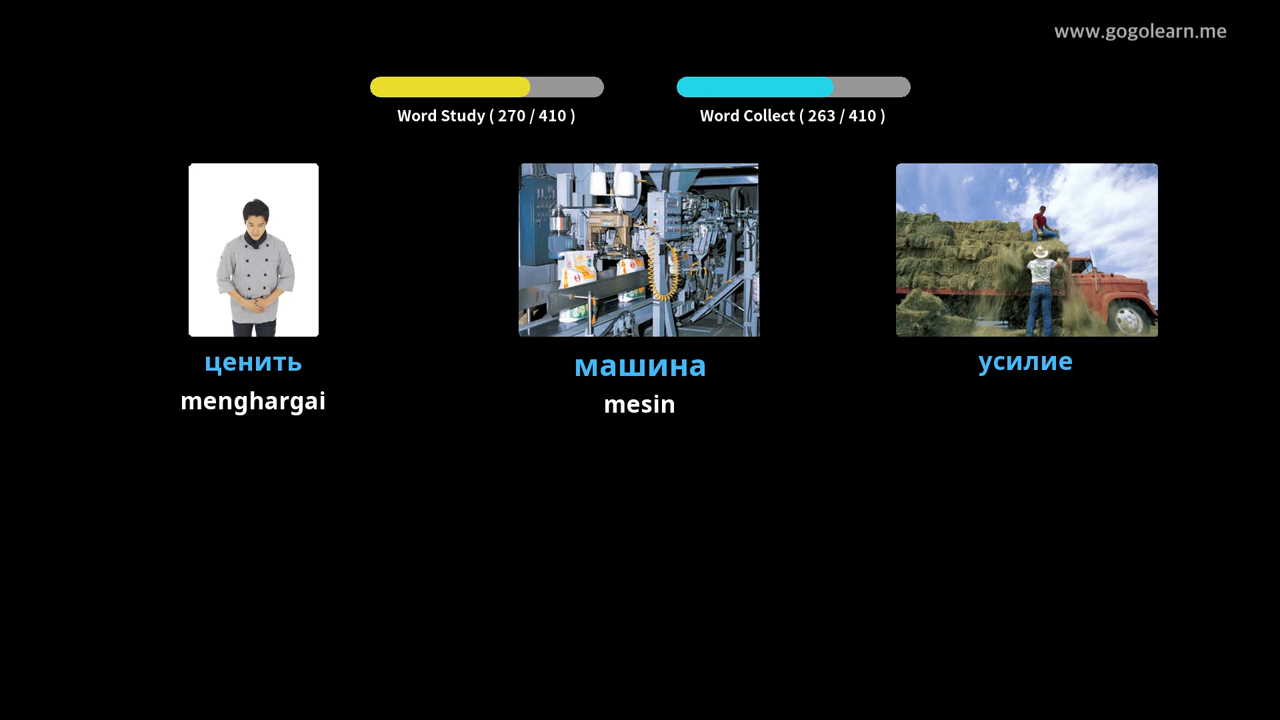 www.gogolearn.me
Word Study ( 270 / 410 )
Word Collect ( 263 / 410 )
ценить
menghargai
машина
mesin
усилие